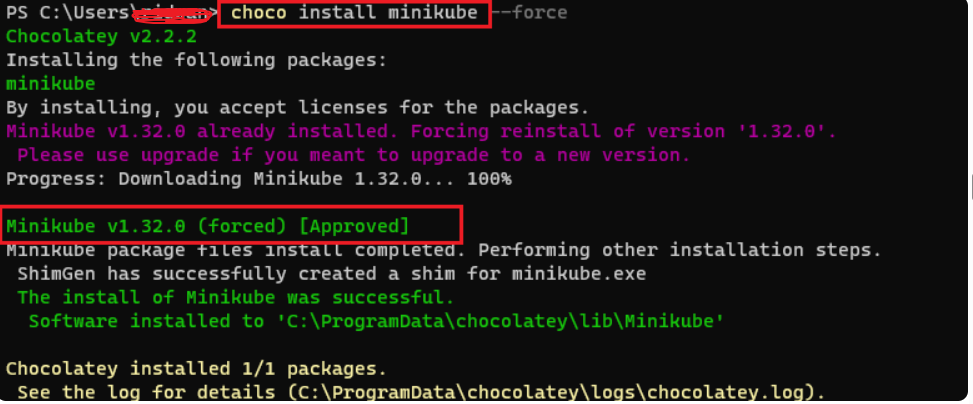 PS C:\Users\> choco install minikube --force
Chocolatey v2.2.2
Installing the following packages:
minikube
By installing, you accept licenses for the packages.
Minikube v1.32.0 already installed. Forcing reinstall of version '1.32.0'.
Please use upgrade if you meant to upgrade to a new version.
Progress: Downloading Minikube 1.32.0... 100%
Minikube v1.32.0 (forced) [Approved]
Minikube package files install completed. Performing other installation steps.
ShimGen has successfully created a shim for minikube.exe
The install of Minikube was successful.
Software installed to 'C:\ProgramData\chocolatey\lib\Minikube'
Chocolatey installed 1/1 packages.
See the log for details (C:\ProgramData\chocolatey\logs\chocolatey.log).